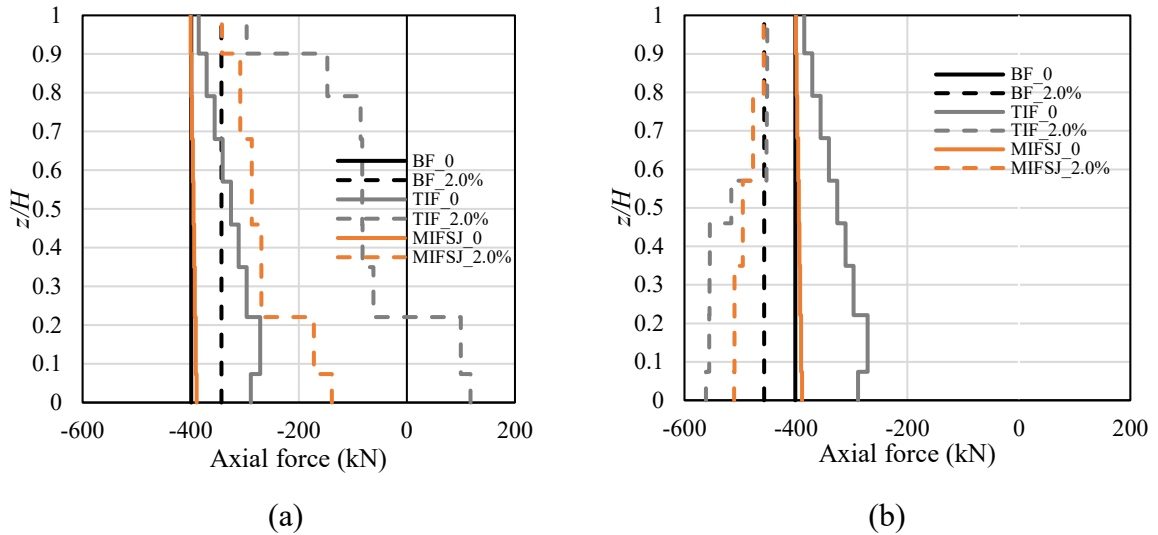 1
0.9
0.8
0.7
0.6
0.5
0.4
0.3
0.2
0.1
0
z/H
-600 -400 -200 0 200
Axial force (kN)
BF_0
BF_2.0%
TIF_0
TIF_2.0%
MIFSJ_0
MIFSJ_2.0%
(a)
1
0.9
0.8
0.7
0.6
0.5
0.4
0.3
0.2
0.1
0
z/H
-600 -400 -200 0 200
Axial force (kN)
BF_0
BF_2.0%
TIF_0
TIF_2.0%
MIFSJ_0
MIFSJ_2.0%
(b)